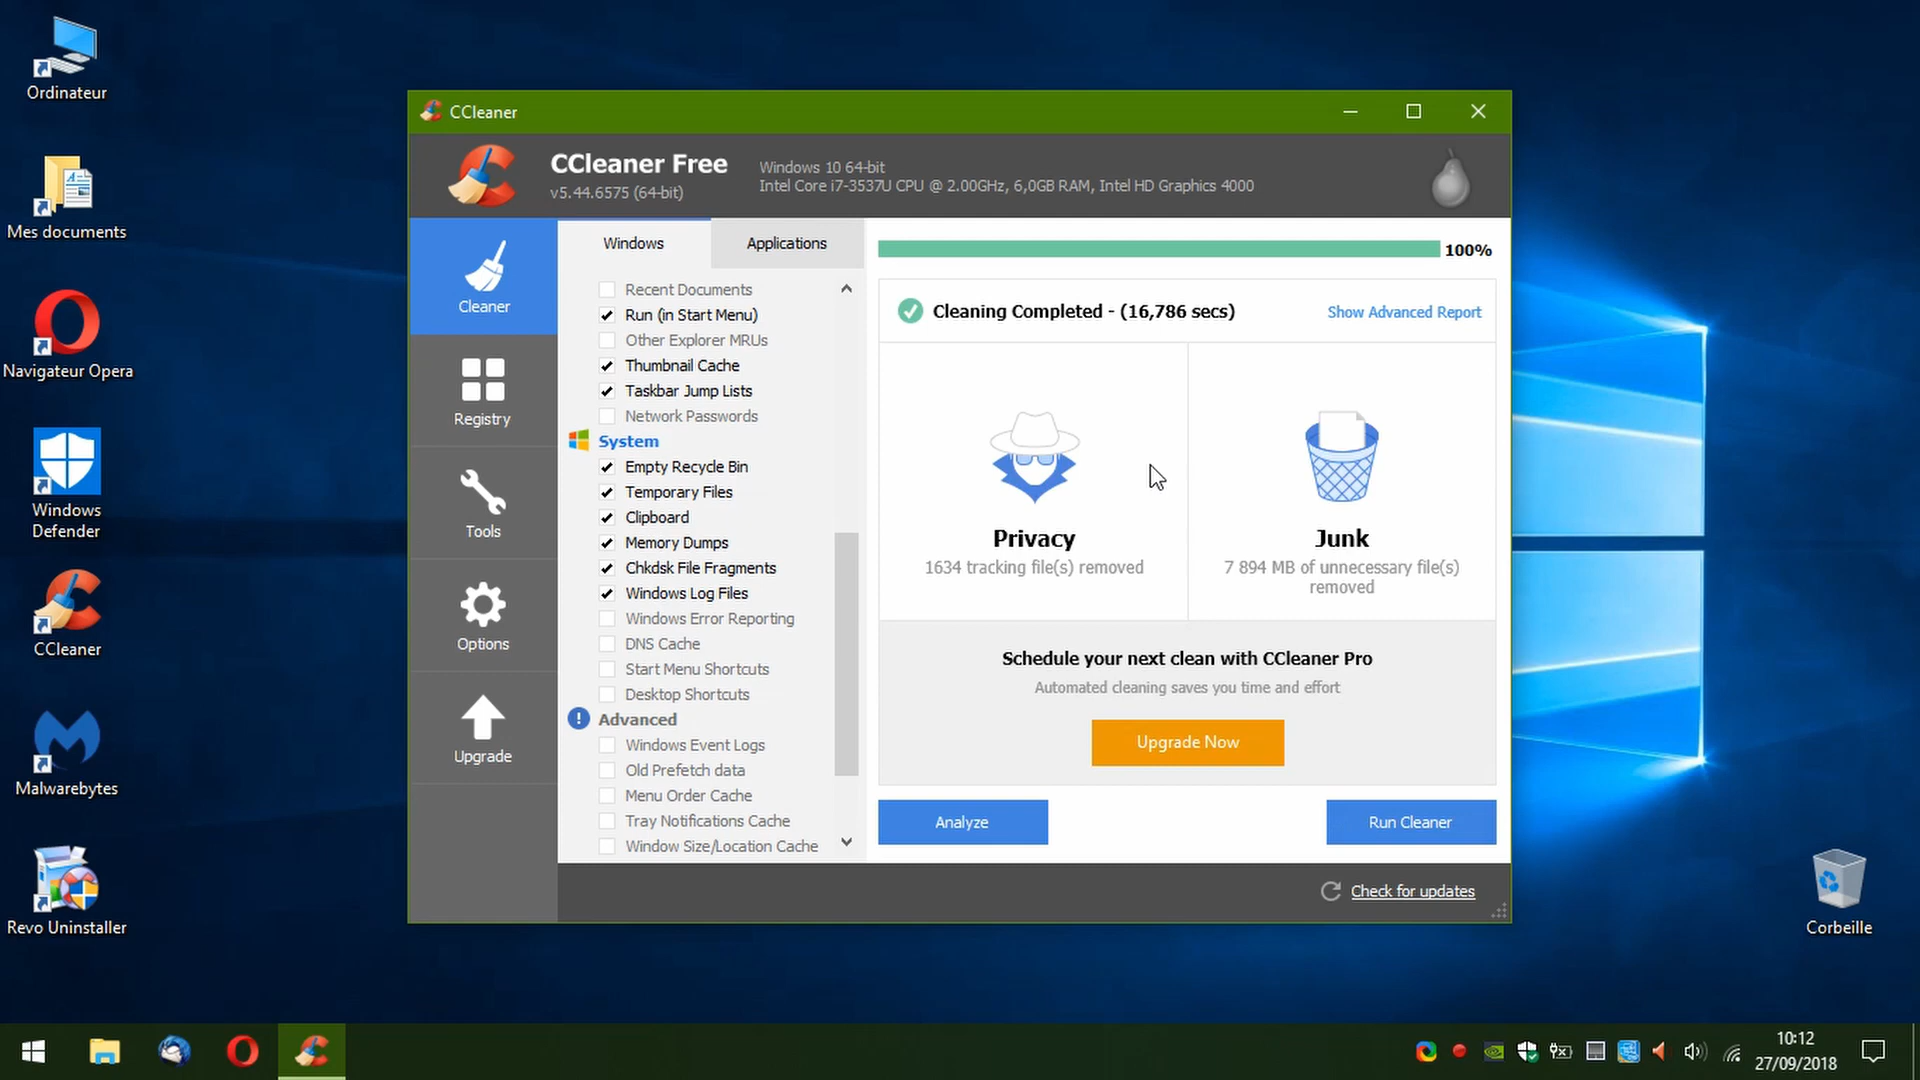 Ordinateur
Mes documents
Navigateur Opera
Windows
Defender
CCleaner
Malwarebytes
Revo Uninstaller
CCleaner
CCleaner Free
v5.44.6575 (64-bit)
Windows 10 64-bit
Intel Core i7-3537U CPU @ 2.00GHz, 6,0GB RAM, Intel HD Graphics 4000
Cleaner
Registry
Tools
Options
Upgrade
Windows
Applications
Recent Documents
Run (in Start Menu)
Other Explorer MRUs
Thumbnail Cache
Taskbar Jump Lists
Network Passwords
System
Empty Recycle Bin
Temporary Files
Clipboard
Memory Dumps
Chkdsk File Fragments
Windows Log Files
Windows Error Reporting
DNS Cache
Start Menu Shortcuts
Desktop Shortcuts
Advanced
Windows Event Logs
Old Prefetch data
Menu Order Cache
Tray Notifications Cache
Window Size/Location Cache
100%
Cleaning Completed - (16,786 secs)
Show Advanced Report
Privacy
1634 tracking file(s) removed
Junk
7 894 MB of unnecessary file(s)
removed
Schedule your next clean with CCleaner Pro
Automated cleaning saves you time and effort
Upgrade Now
Analyze
Run Cleaner
Check for updates
Corbeille
10:12
27/09/2018